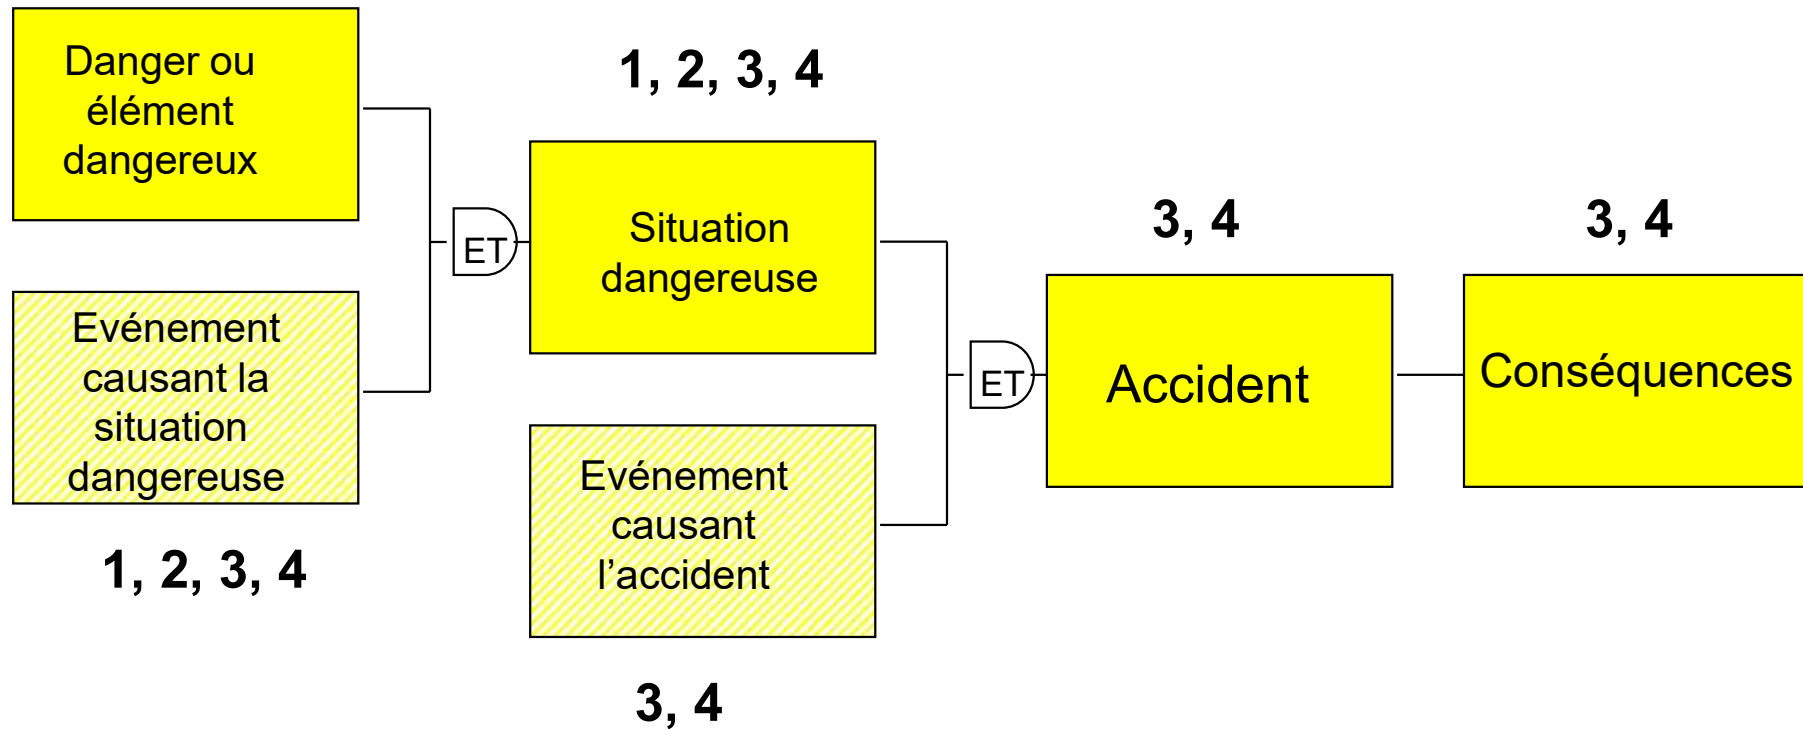 Danger ou
élément
dangereux
1, 2, 3, 4
ET
Situation
dangereuse
3, 4
3, 4
Evénement
causant la
situation
dangereuse
ET
Accident
Conséquences
Evénement
causant
l’accident
1, 2, 3, 4
3, 4